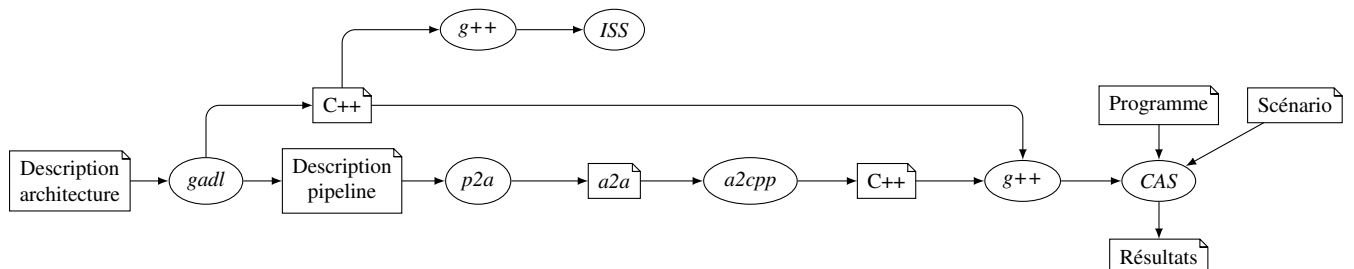 g++
ISS
C++
Programme
Scénario
Description
architecture
gadl
Description
pipeline
p2a
a2a
a2cpp
C++
g++
CAS
Résultats